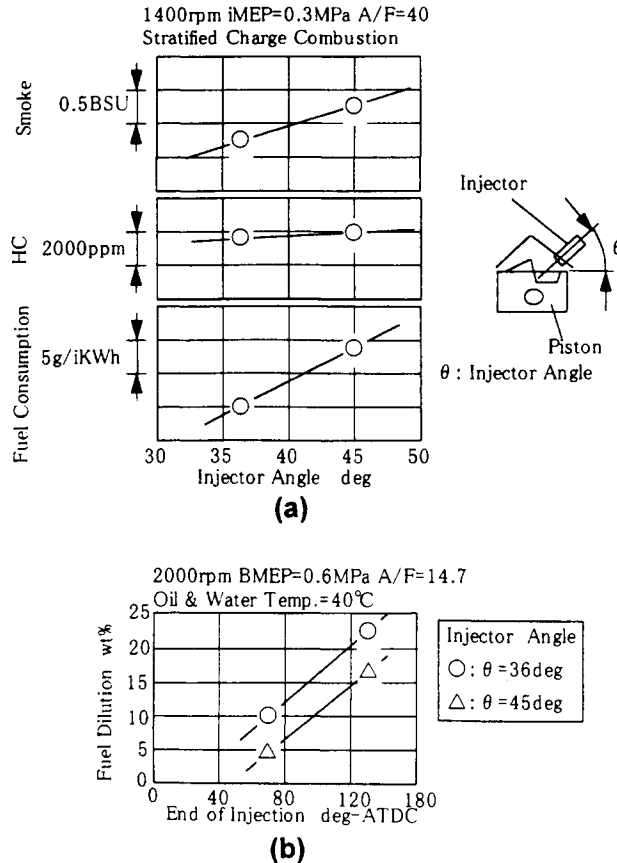 1400rpm iMEP=0.3MPa A/F=40
Stratified Charge Combustion
Smoke
0.5BSU
HC
2000ppm
Fuel Consumption
5g/iKWh
30 35 40 45 50
Injector Angle deg
Injector
θ
Piston
θ : Injector Angle
(a)
2000rpm BMEP=0.6MPa A/F=14.7
Oil & Water Temp.=40℃
Fuel Dilution wt%
25
20
15
10
5
0
0 40 80 120 160 180
End of Injection deg-ATDC
Injector Angle
○: θ=36deg
△: θ=45deg
(b)